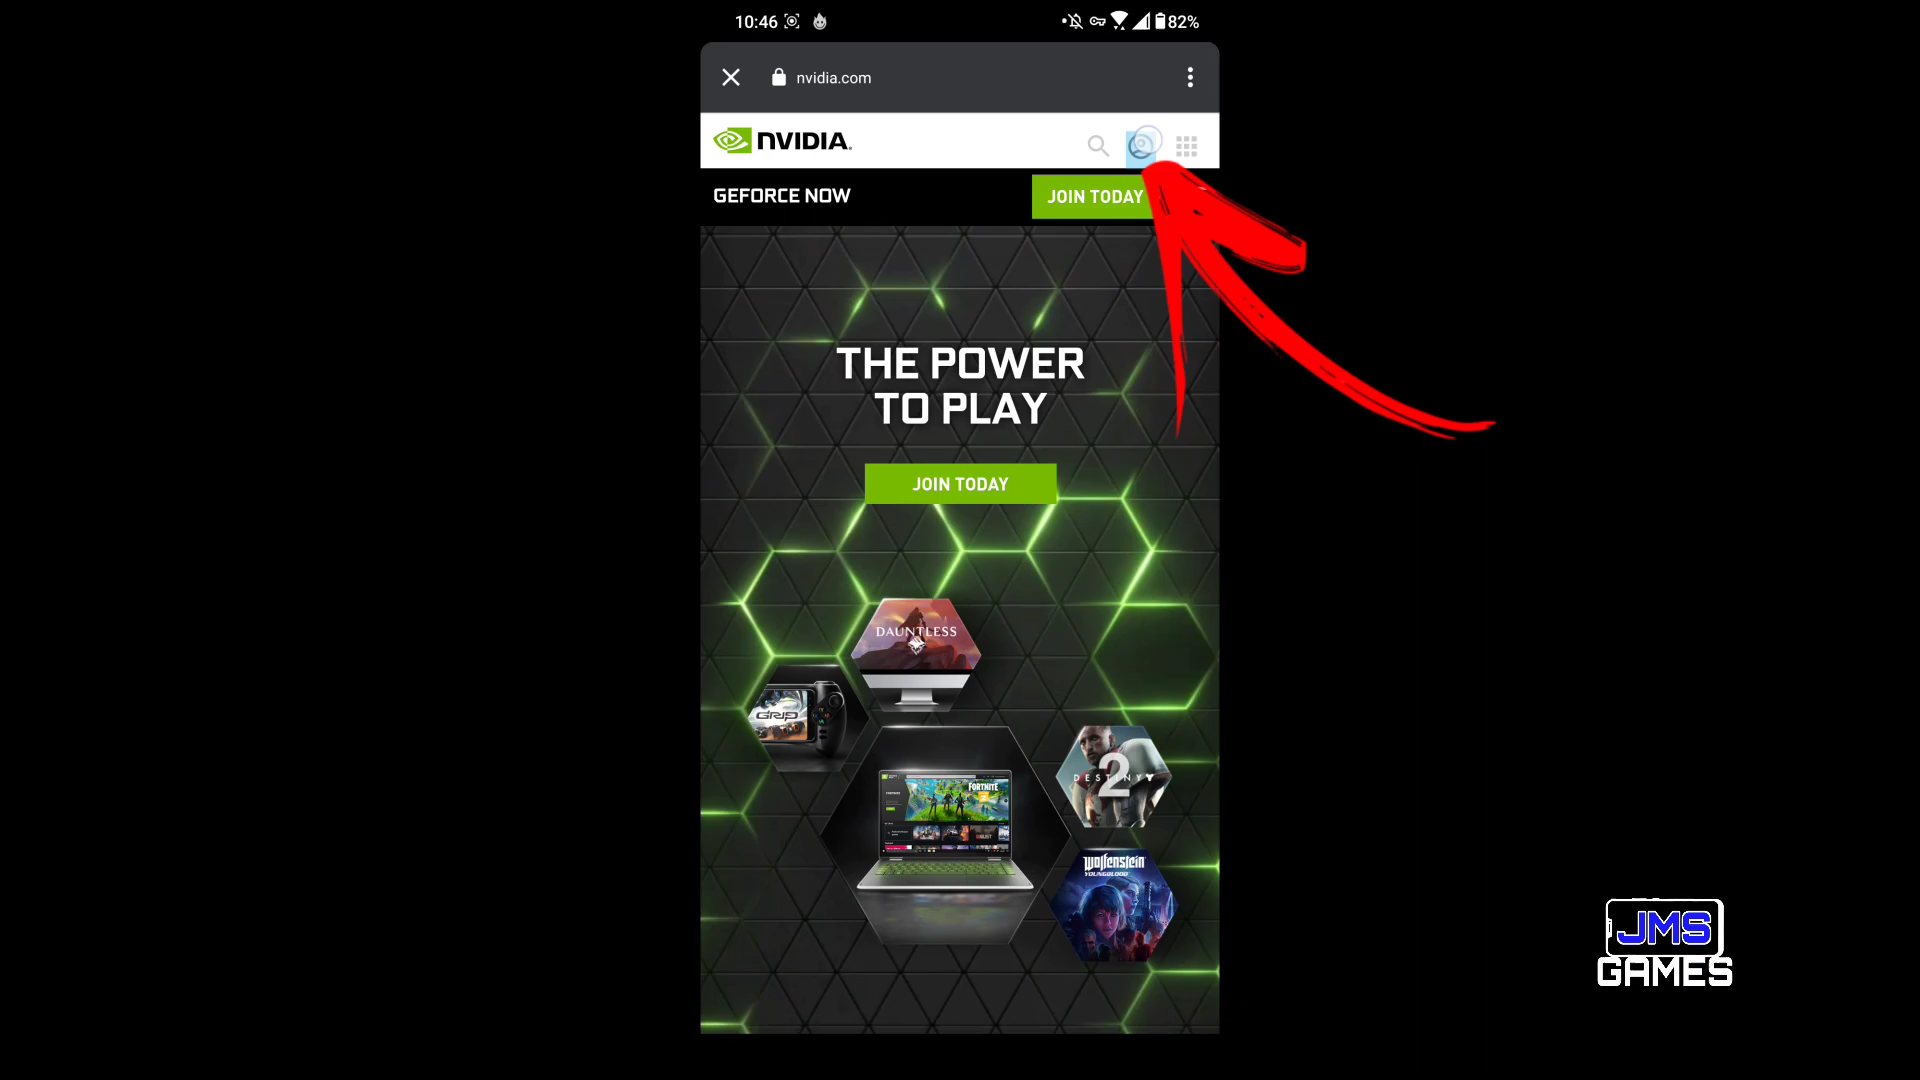 10:46
82%
nvidia.com
NVIDIA.
GEFORCE NOW
JOIN TODAY
THE POWER
TO PLAY
JOIN TODAY
DAUNTLESS
GRIP
DESTINY
2
FORTNITE
Wolfenstein
YOUNGBLOOD
JMS
GAMES